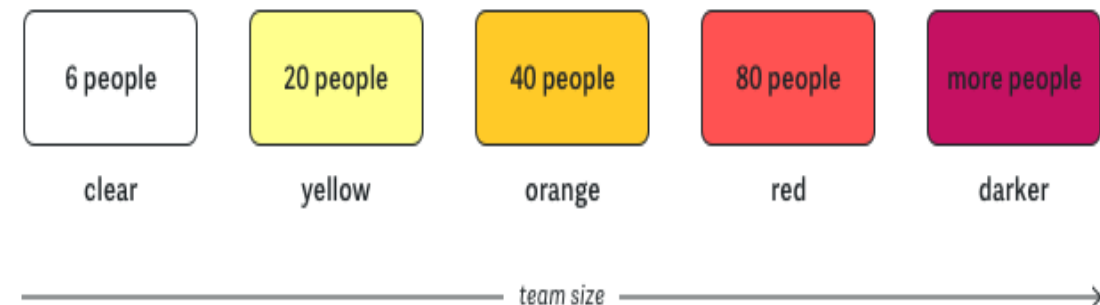 6 people 20 people 40 people 80 people more people
clear yellow orange red darker
team size